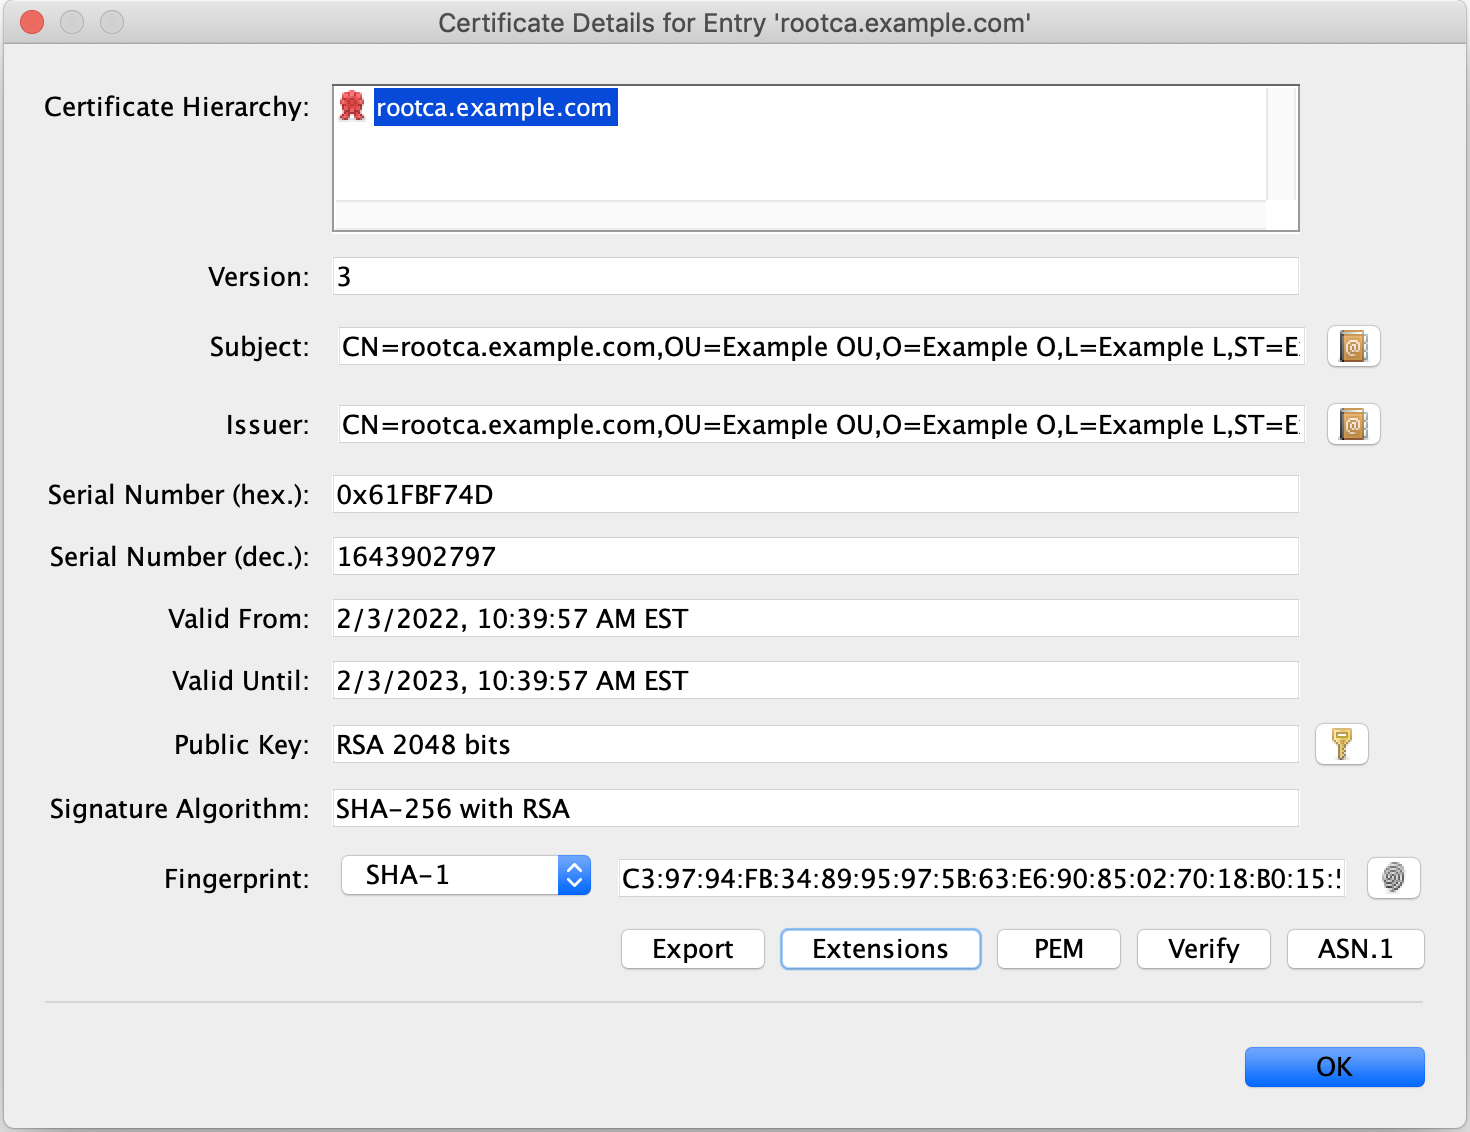 Certificate Details for Entry 'rootca.example.com'
Certificate Hierarchy:
rootca.example.com
Version: 3
Subject: CN=rootca.example.com,OU=Example OU,O=Example O,L=Example L,ST=E
Issuer: CN=rootca.example.com,OU=Example OU,O=Example O,L=Example L,ST=E
Serial Number (hex.): 0x61FBF74D
Serial Number (dec.): 1643902797
Valid From: 2/3/2022, 10:39:57 AM EST
Valid Until: 2/3/2023, 10:39:57 AM EST
Public Key: RSA 2048 bits
Signature Algorithm: SHA-256 with RSA
Fingerprint: SHA-1 C3:97:94:FB:34:89:95:97:5B:63:E6:90:85:02:70:18:B0:15:
Export Extensions PEM Verify ASN.1
OK